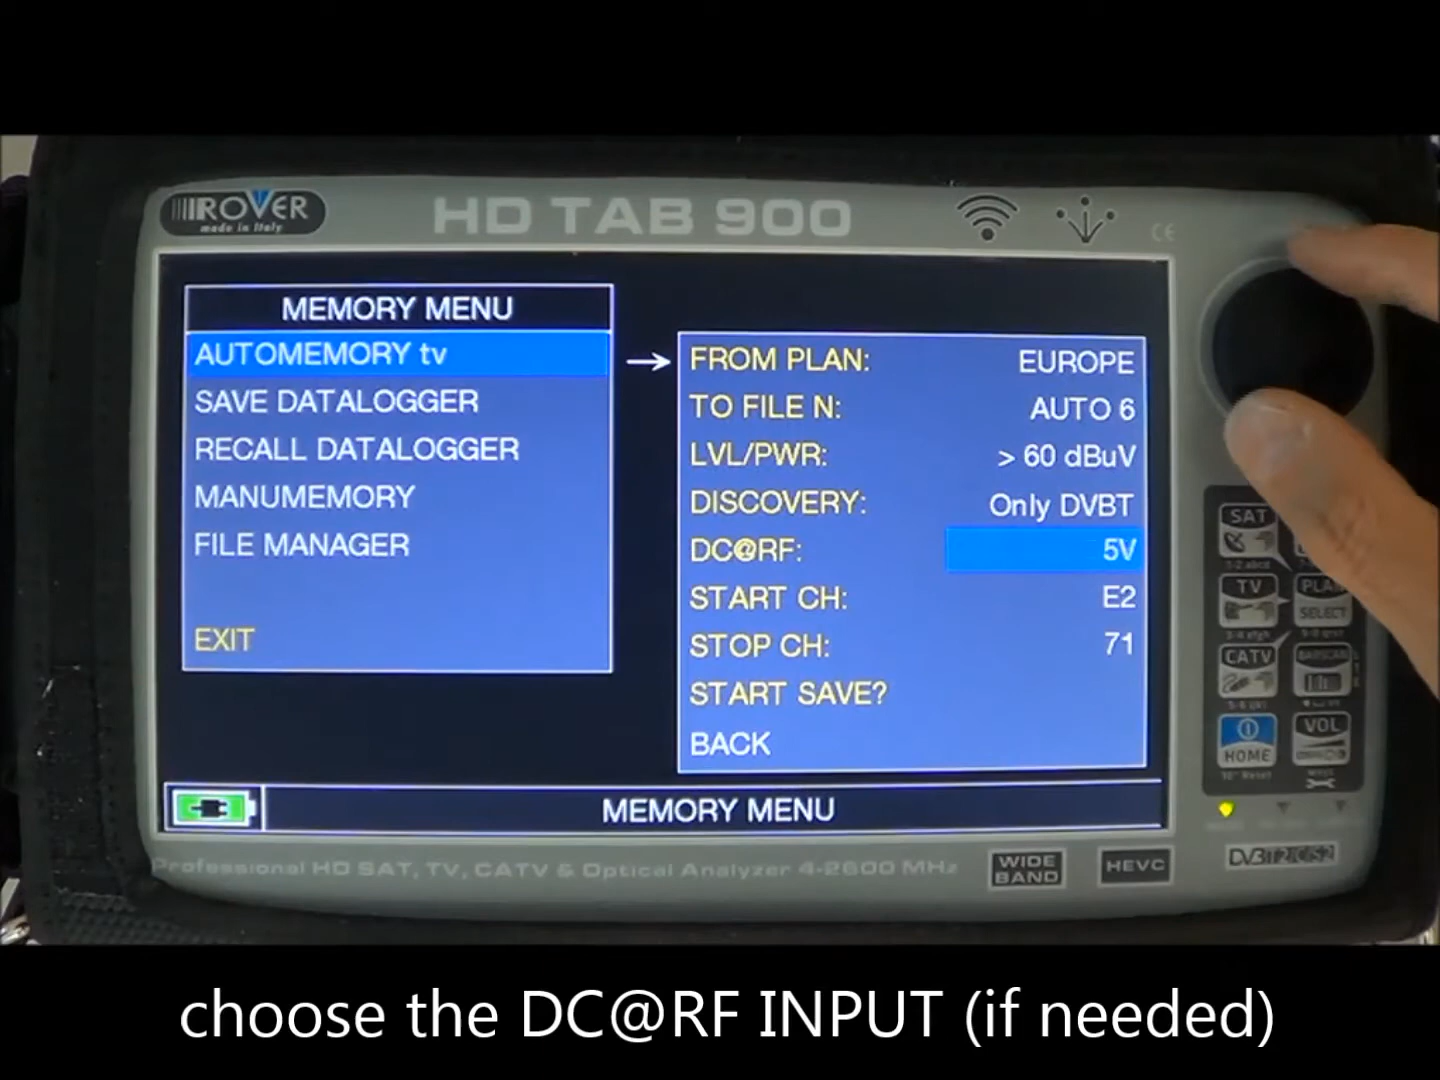 ROVER
made in Italy
HD TAB 900
CE
MEMORY MENU
AUTOMEMORY tv
SAVE DATALOGGER
RECALL DATALOGGER
MANUMEMORY
FILE MANAGER
EXIT
FROM PLAN: EUROPE
TO FILE N: AUTO 6
LVL/PWR: > 60 dBuV
DISCOVERY: Only DVBT
DC@RF: 5V
START CH: E2
STOP CH: 71
START SAVE?
BACK
MEMORY MENU
SAT
TV
SELECT
CATV
HOME
VOL
Professional HD SAT, TV, CATV & Optical Analyzer 4-2600 MHz
WIDE BAND
HEVC
choose the DC@RF INPUT (if needed)